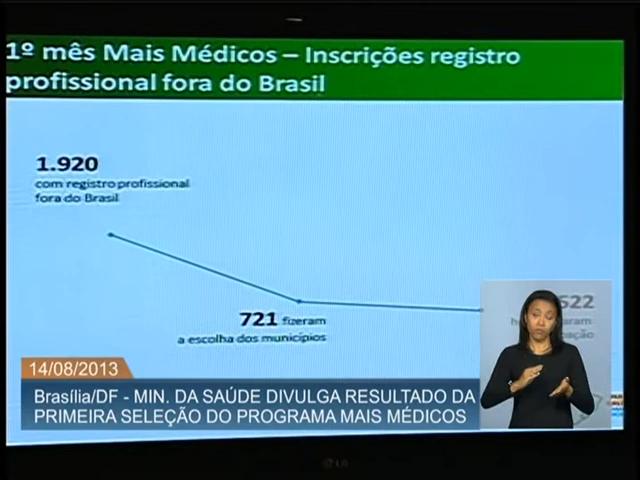 1º mês Mais Médicos – Inscrições registro
profissional fora do Brasil
1.920
com registro profissional
fora do Brasil
721 fizeram
a escolha dos municípios
522
14/08/2013
Brasília/DF - MIN. DA SAÚDE DIVULGA RESULTADO DA
PRIMEIRA SELEÇÃO DO PROGRAMA MAIS MÉDICOS
LG